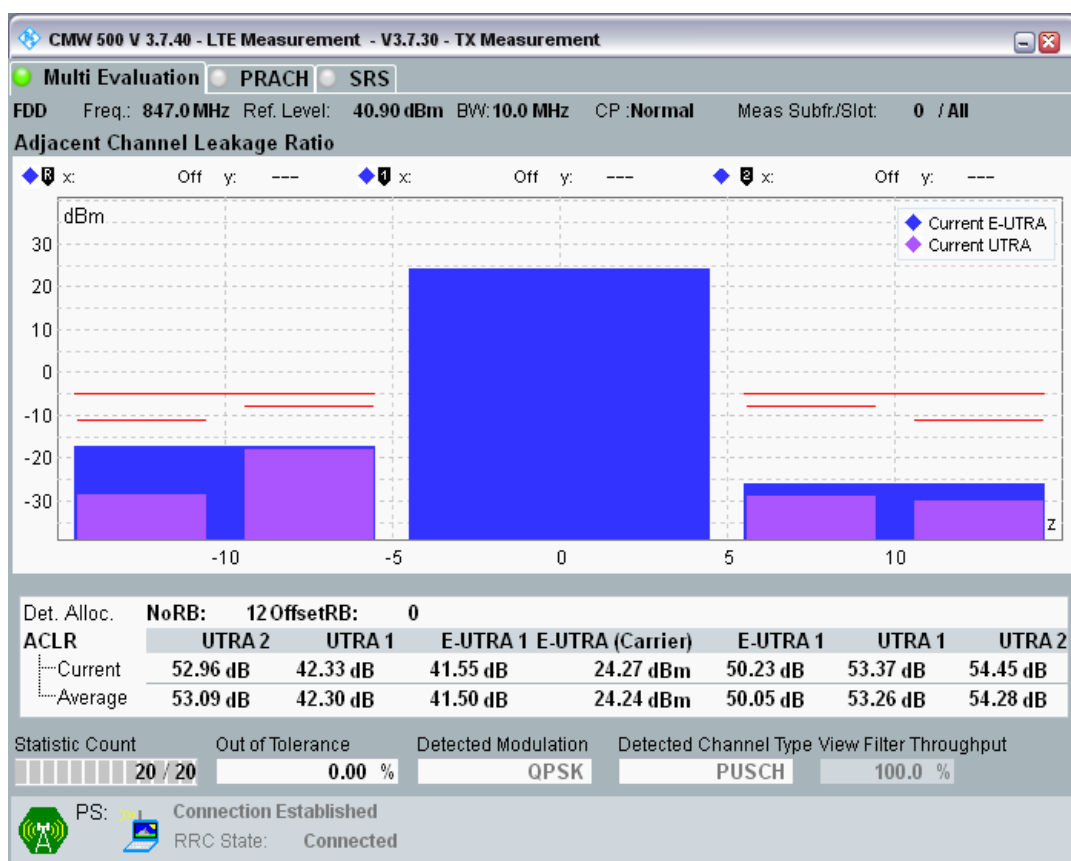 CMW 500 V 3.7.40 - LTE Measurement - V3.7.30 - TX Measurement
Multi Evaluation PRACH SRS
FDD Freq.: 847.0 MHz Ref. Level: 40.90 dBm BW: 10.0 MHz CP :Normal Meas Subfr./Slot: 0 / All
Adjacent Channel Leakage Ratio
R x: Off y: --- 1 x: Off y: --- 2 x: Off y: ---
dBm
Current E-UTRA
Current UTRA
30
20
10
0
-10
-20
-30
z
-10 -5 0 5 10
Det. Alloc. NoRB: 12 OffsetRB: 0
ACLR UTRA 2 UTRA 1 E-UTRA 1 E-UTRA (Carrier) E-UTRA 1 UTRA 1 UTRA 2
Current 52.96 dB 42.33 dB 41.55 dB 24.27 dBm 50.23 dB 53.37 dB 54.45 dB
Average 53.09 dB 42.30 dB 41.50 dB 24.24 dBm 50.05 dB 53.26 dB 54.28 dB
Statistic Count Out of Tolerance Detected Modulation Detected Channel Type View Filter Throughput
20 / 20 0.00 % QPSK PUSCH 100.0 %
PS: Connection Established
RRC State: Connected